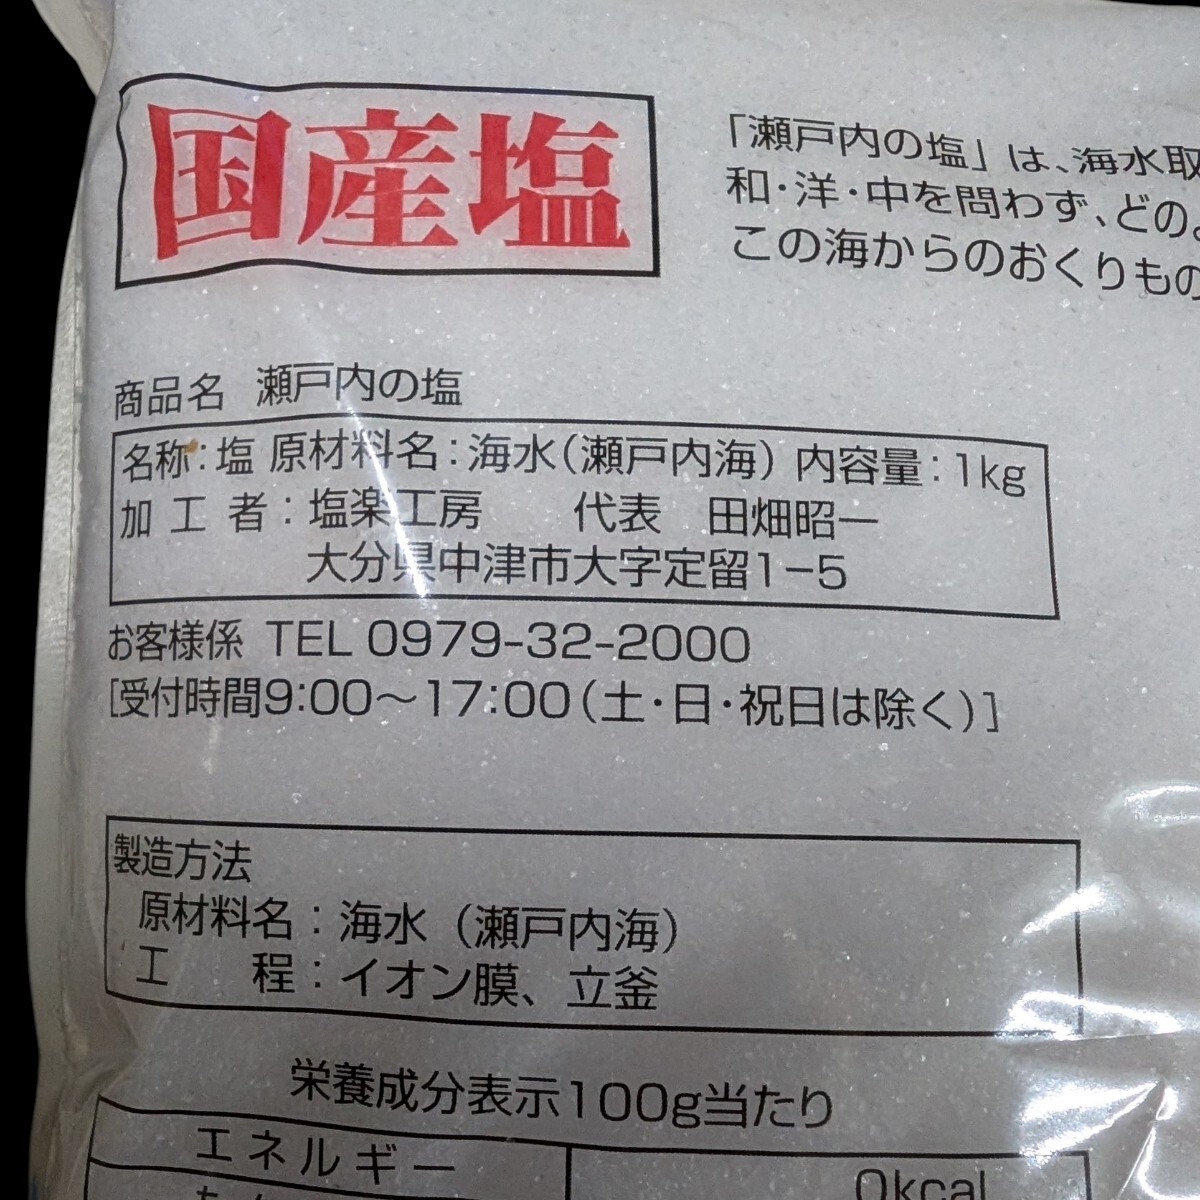 国産塩
「瀬戸内の塩」は、海水取
和・洋・中を問わず、どの
この海からのおくりもの
商品名 瀬戸内の塩
名称：塩 原材料名：海水（瀬戸内海）内容量：1kg
加工者：塩楽工房 代表 田畑昭一
大分県中津市大字定留1−5
お客様係 TEL 0979-32-2000
[受付時間9:00〜17:00（土・日・祝日は除く）]
製造方法
原材料名：海水（瀬戸内海）
工 程：イオン膜、立釜
栄養成分表示100g当たり
エネルギー 0kcal